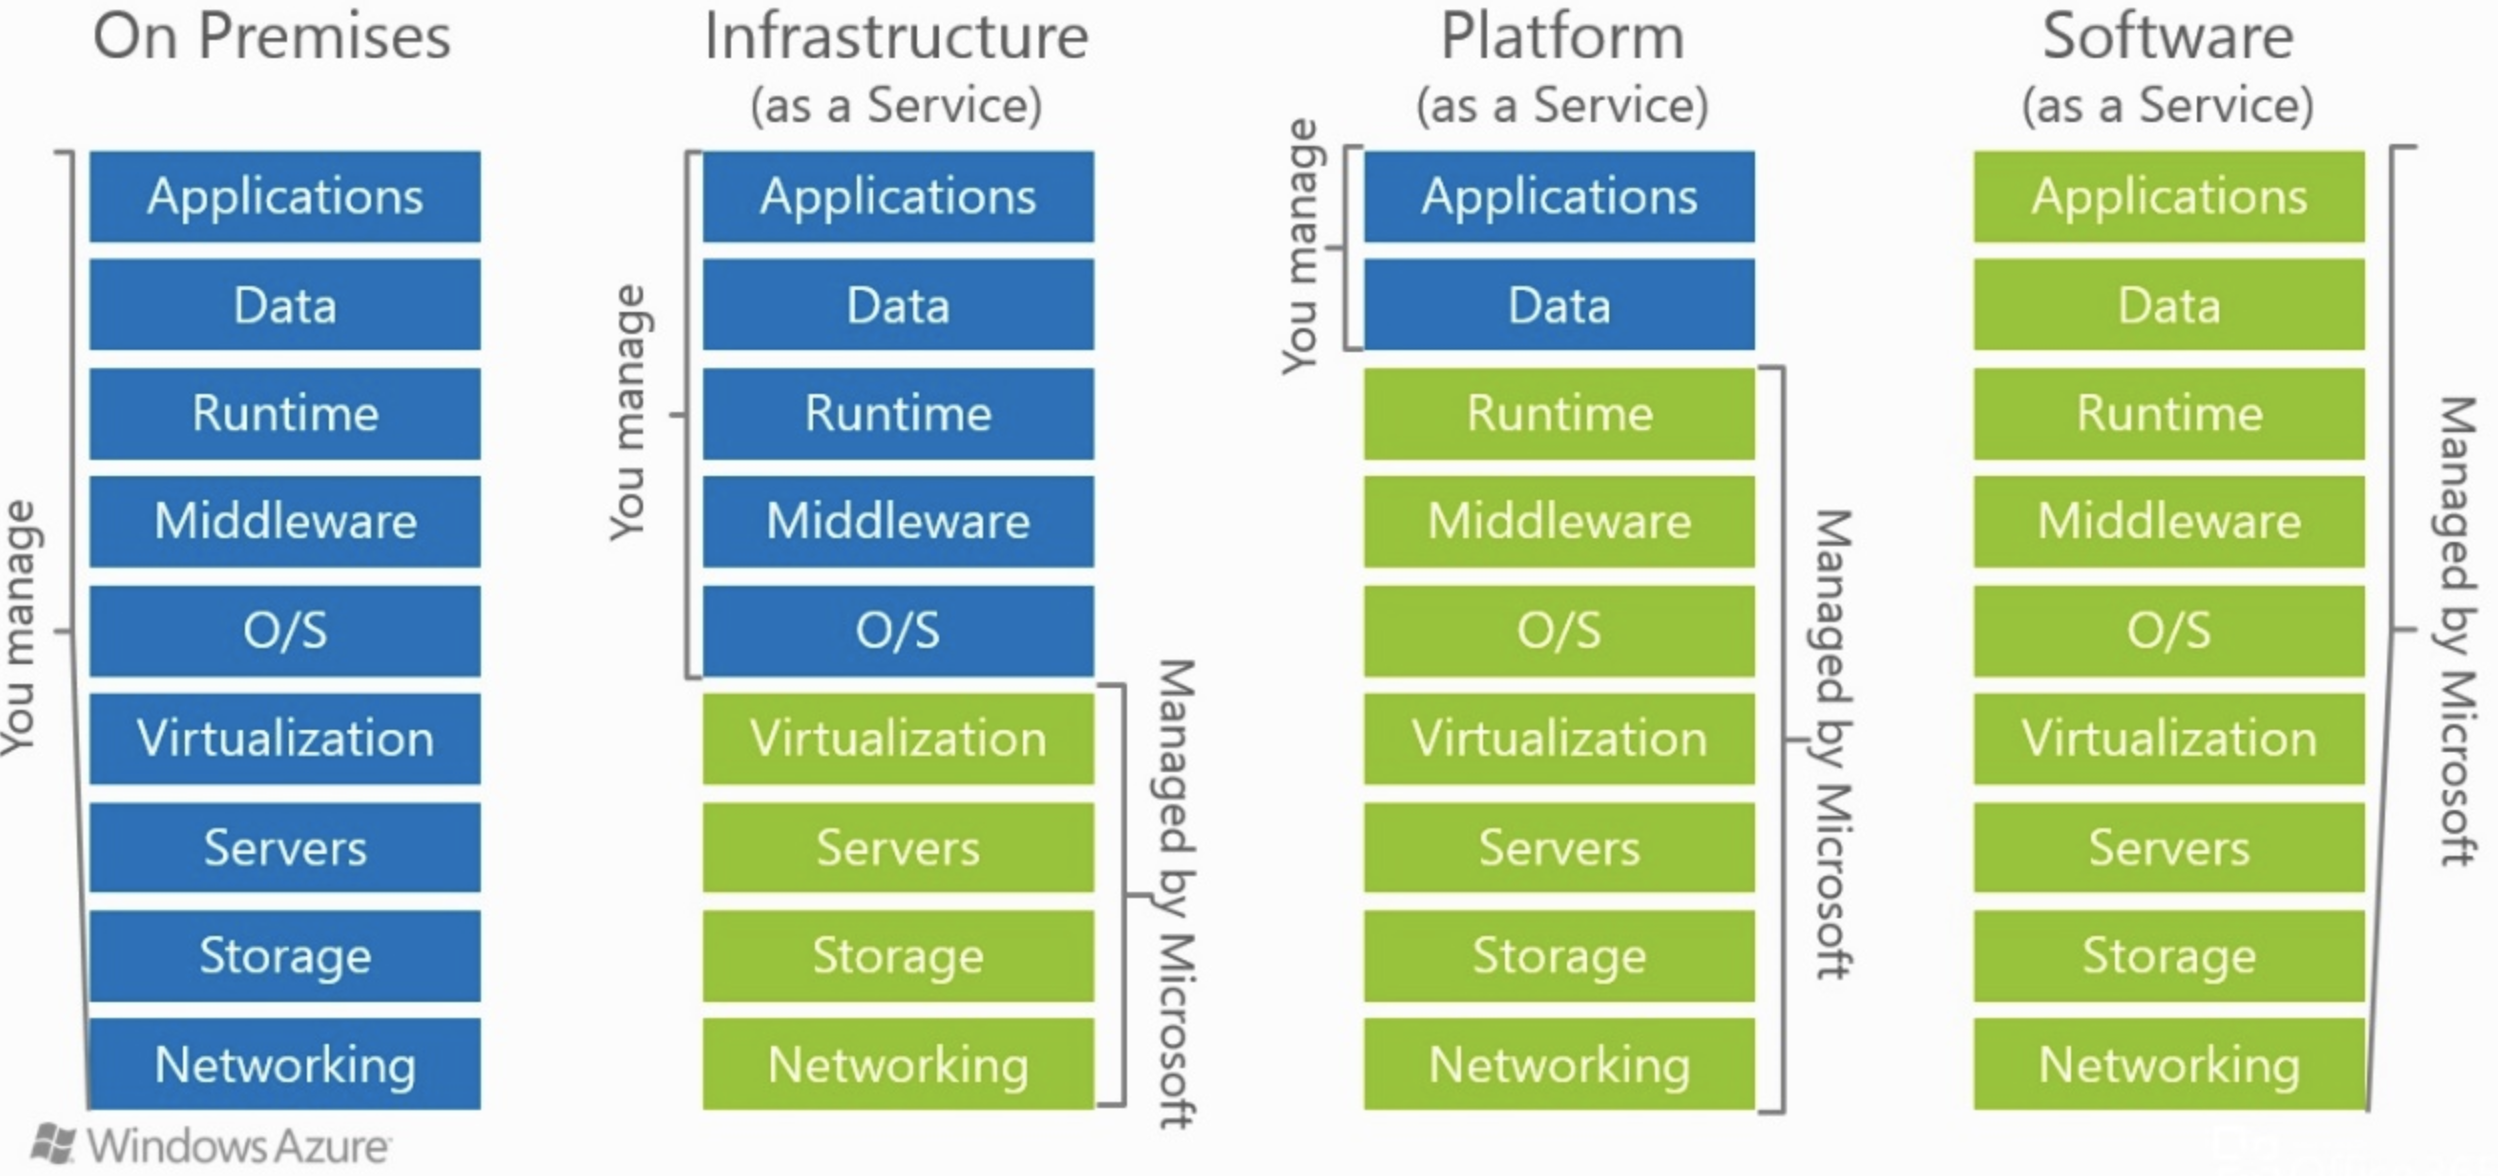 On Premises
Infrastructure
(as a Service)
Platform
(as a Service)
Software
(as a Service)
You manage
Applications
Data
Runtime
Middleware
O/S
Virtualization
Servers
Storage
Networking
You manage
Applications
Data
Runtime
Middleware
O/S
Virtualization
Servers
Storage
Networking
Managed by Microsoft
You manage
Applications
Data
Runtime
Middleware
O/S
Virtualization
Servers
Storage
Networking
Managed by Microsoft
Applications
Data
Runtime
Middleware
O/S
Virtualization
Servers
Storage
Networking
Managed by Microsoft
Windows Azure